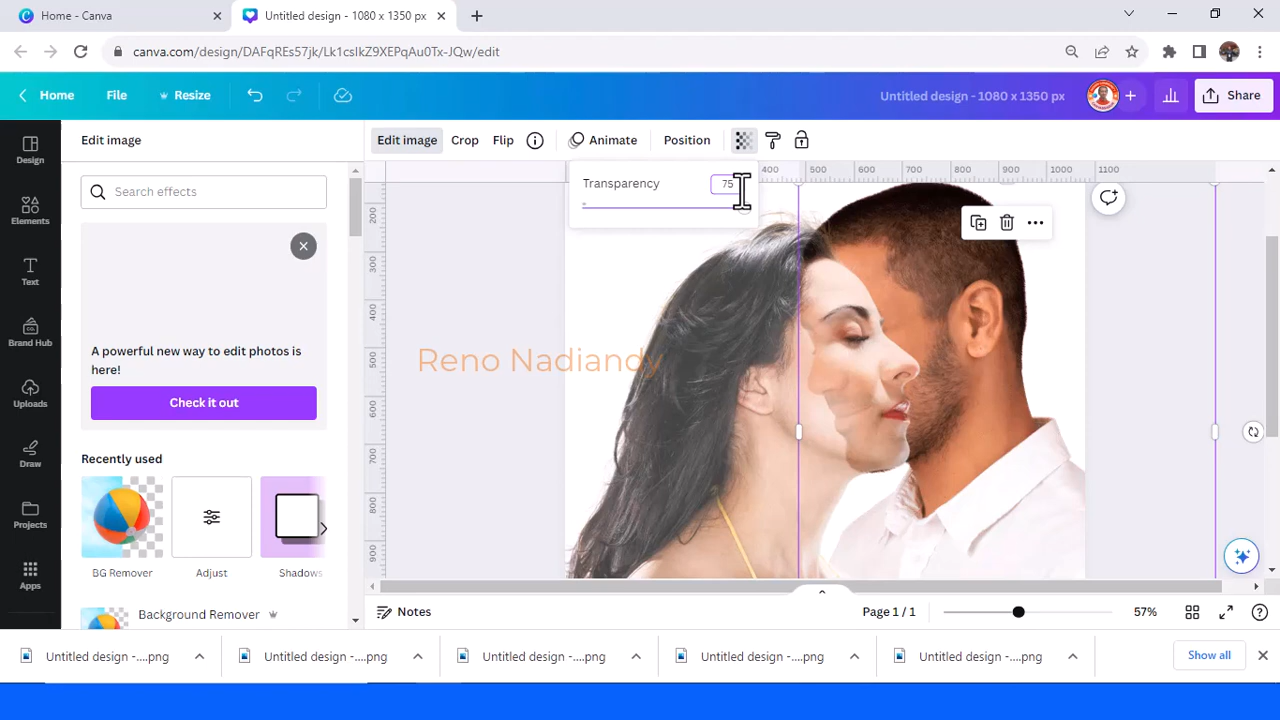 Home - Canva
Untitled design - 1080 x 1350 px
canva.com/design/DAFqREs57jk/Lk1cslkZ9XEPqAu0Tx-JQw/edit
Home
File
Resize
Untitled design - 1080 x 1350 px
Share
Design
Elements
Text
Brand Hub
Uploads
Draw
Projects
Apps
Edit image
Search effects
A powerful new way to edit photos is
here!
Check it out
Recently used
BG Remover
Adjust
Shadows
Background Remover
Edit image
Crop
Flip
Animate
Position
Transparency
75
400 500 600 700 800 900 1000 1100
200
300
400
500
600
700
800
900
Reno Nadiandy
Notes
Page 1 / 1
57%
Untitled design -....png
Untitled design -....png
Untitled design -....png
Untitled design -....png
Untitled design -....png
Show all